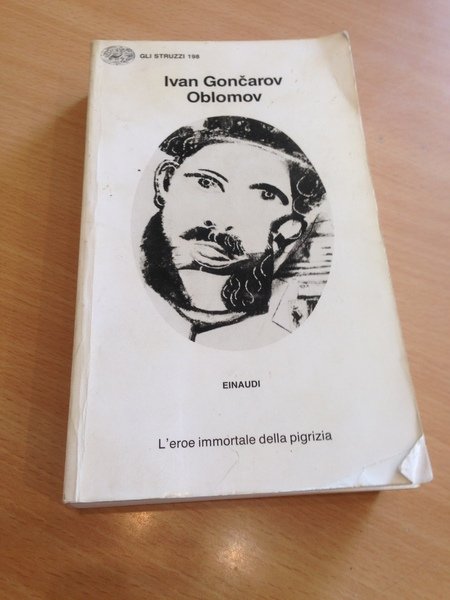 GLI STRUZZI 198
Ivan Gončarov
Oblomov
EINAUDI
L'eroe immortale della pigrizia